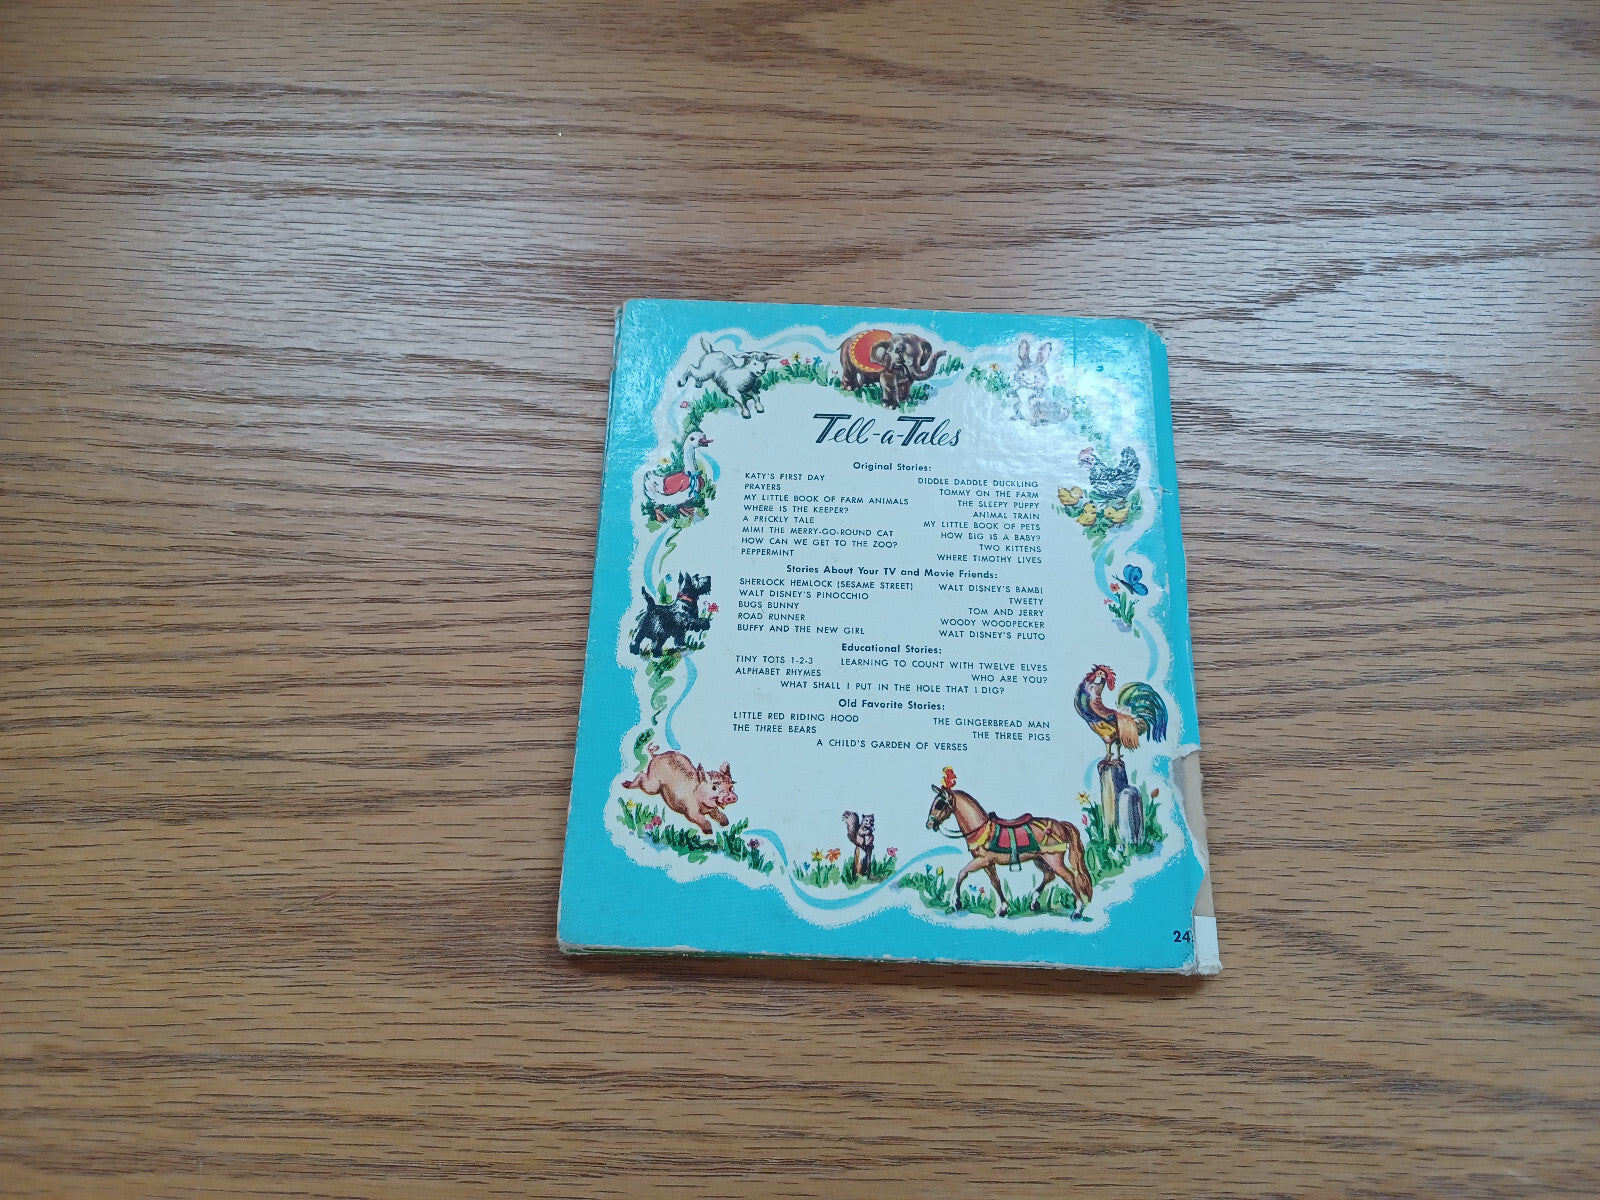 Tell-a-Tales
Original Stories:
KATY'S FIRST DAY DIDDLE DADDLE DUCKLING
PRAYERS TOMMY ON THE FARM
MY LITTLE BOOK OF FARM ANIMALS THE SLEEPY PUPPY
WHERE IS THE KEEPER? ANIMAL TRAIN
A PRICKLY TALE MY LITTLE BOOK OF PETS
MIMI THE MERRY-GO-ROUND CAT HOW BIG IS A BABY?
HOW CAN WE GET TO THE ZOO? TWO KITTENS
PEPPERMINT WHERE TIMOTHY LIVES
Stories About Your TV and Movie Friends:
SHERLOCK HEMLOCK (SESAME STREET) WALT DISNEY'S BAMBI
WALT DISNEY'S PINOCCHIO TWEETY
BUGS BUNNY TOM AND JERRY
ROAD RUNNER WOODY WOODPECKER
BUFFY AND THE NEW GIRL WALT DISNEY'S PLUTO
Educational Stories:
TINY TOTS 1-2-3 LEARNING TO COUNT WITH TWELVE ELVES
ALPHABET RHYMES WHO ARE YOU?
WHAT SHALL I PUT IN THE HOLE THAT I DIG?
Old Favorite Stories:
LITTLE RED RIDING HOOD THE GINGERBREAD MAN
THE THREE BEARS THE THREE PIGS
A CHILD'S GARDEN OF VERSES
24